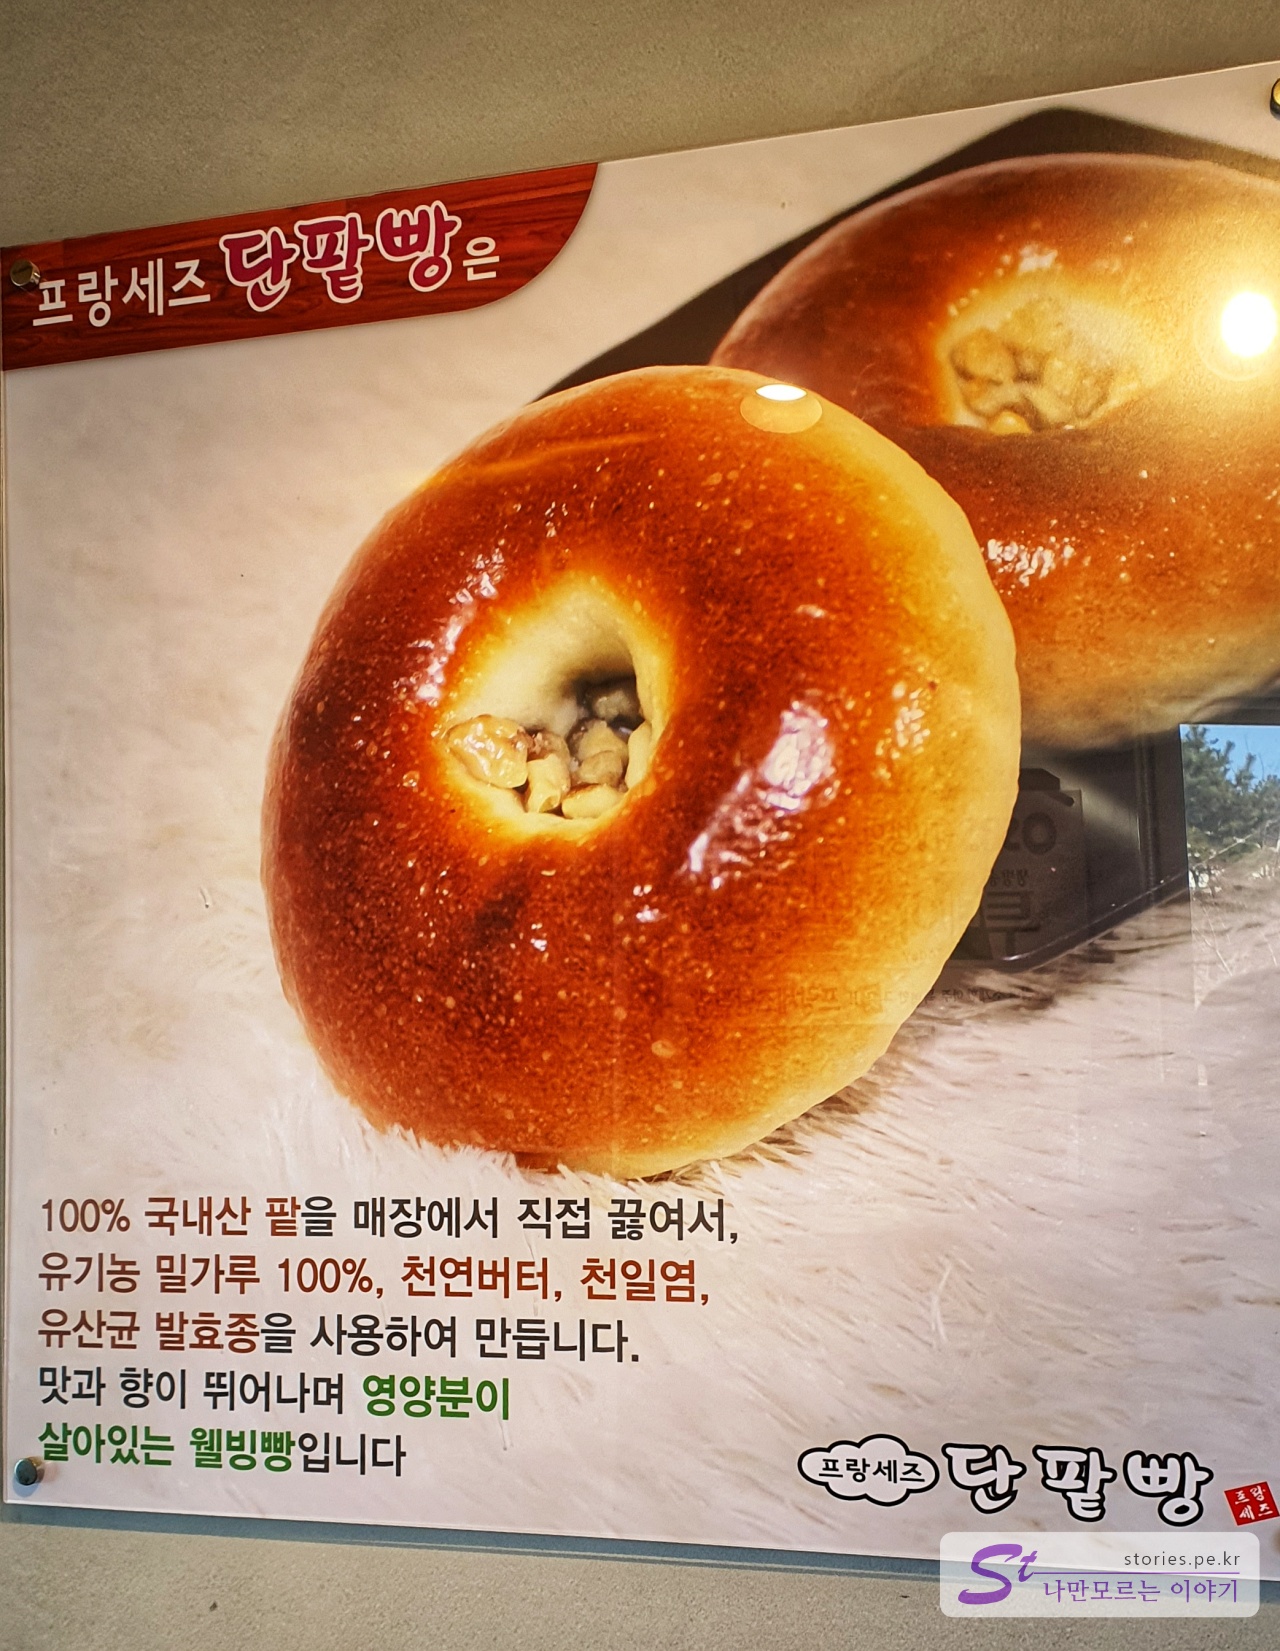 프랑세즈 단팥빵은
100% 국내산 팥을 매장에서 직접 끓여서,
유기농 밀가루 100%, 천연버터, 천일염,
유산균 발효종을 사용하여 만듭니다.
맛과 향이 뛰어나며 영양분이
살아있는 웰빙빵입니다
프랑세즈 단팥빵
프랑
세즈
St stories.pe.kr
나만모르는 이야기